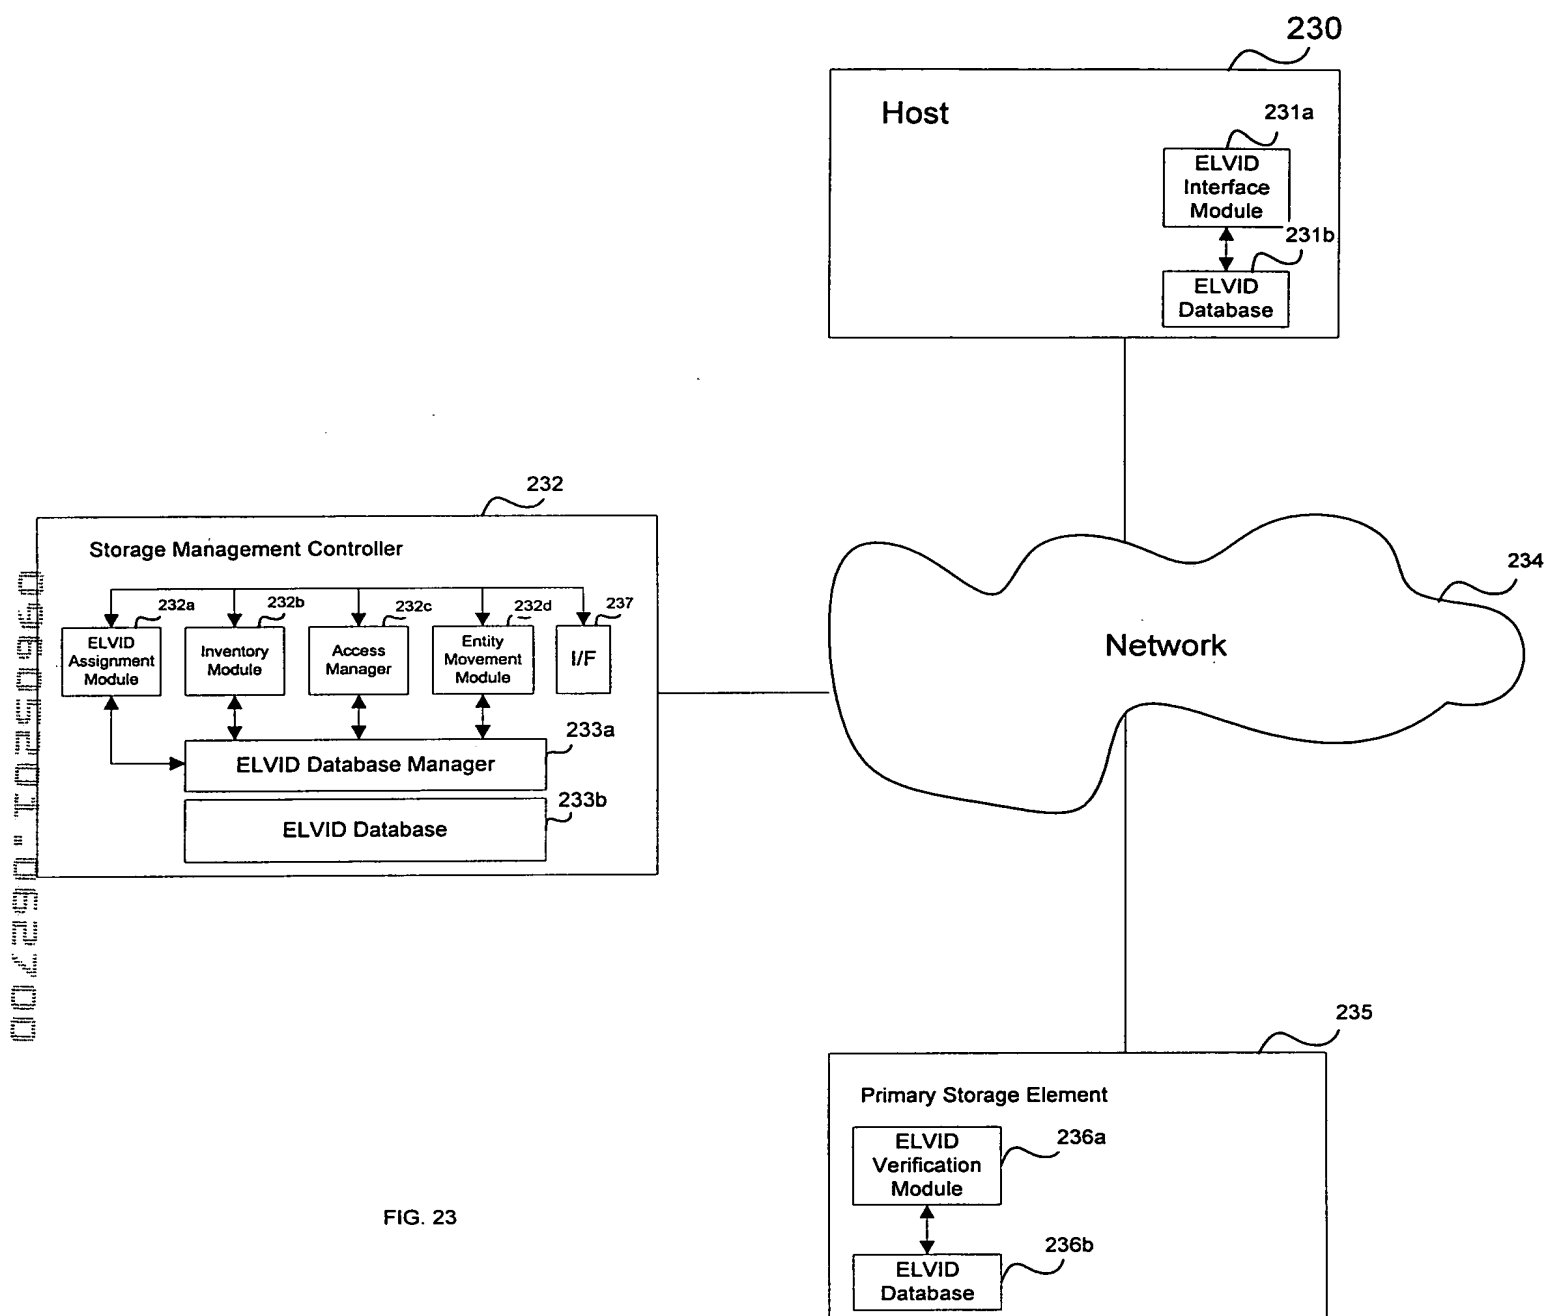 230
Host
231a
ELVID
Interface
Module
231b
ELVID
Database
232
Storage Management Controller
232a
232b
232c
232d
237
ELVID
Assignment
Module
Inventory
Module
Access
Manager
Entity
Movement
Module
I/F
233a
ELVID Database Manager
233b
ELVID Database
234
Network
235
Primary Storage Element
236a
ELVID
Verification
Module
236b
ELVID
Database
FIG. 23
09605201.062700